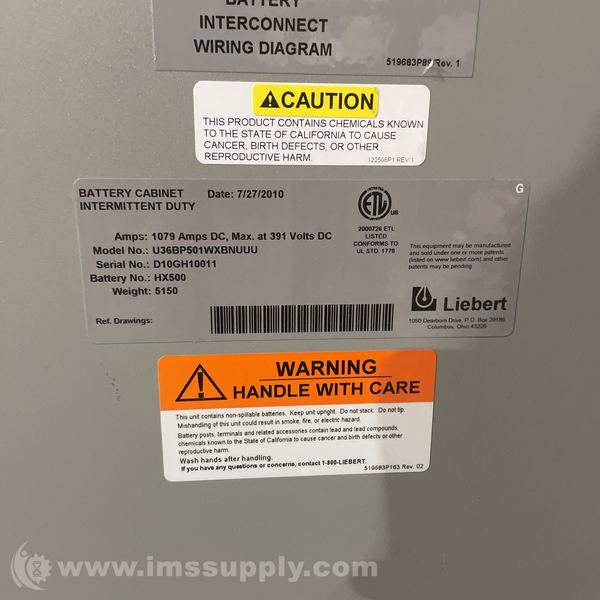 BATTERY
INTERCONNECT
WIRING DIAGRAM
519683P89 Rev. 1
CAUTION
THIS PRODUCT CONTAINS CHEMICALS KNOWN
TO THE STATE OF CALIFORNIA TO CAUSE
CANCER, BIRTH DEFECTS, OR OTHER
REPRODUCTIVE HARM.
122508P1 REV.1
BATTERY CABINET Date: 7/27/2010
INTERMITTENT DUTY
G
ETL US
2000726 ETL
LISTED
CONFORMS TO
UL STD. 1778
Amps: 1079 Amps DC, Max. at 391 Volts DC
Model No.: U36BP501WXBNUUU
Serial No.: D10GH10011
Battery No.: HX500
Weight: 5150
Ref. Drawings:
This equipment may be manufactured
and sold under one or more patents
(listed on www.liebert.com) and other
patents pending.
Liebert
1050 Dearborn Drive, P.O. Box 29186
Columbus, Ohio 43229
WARNING
HANDLE WITH CARE
This unit contains non-spillable batteries. Keep unit upright. Do not stack. Do not tip.
Mishandling of this unit could result in smoke, fire, or electric hazard.
Battery posts, terminals and related accessories contain lead and lead compounds,
chemicals known to the State of California to cause cancer and birth defects or other
reproductive harm.
Wash hands after handling.
If you have any questions or concerns, contact 1-800-LIEBERT.
519683P163 Rev. 02
www.imssupply.com